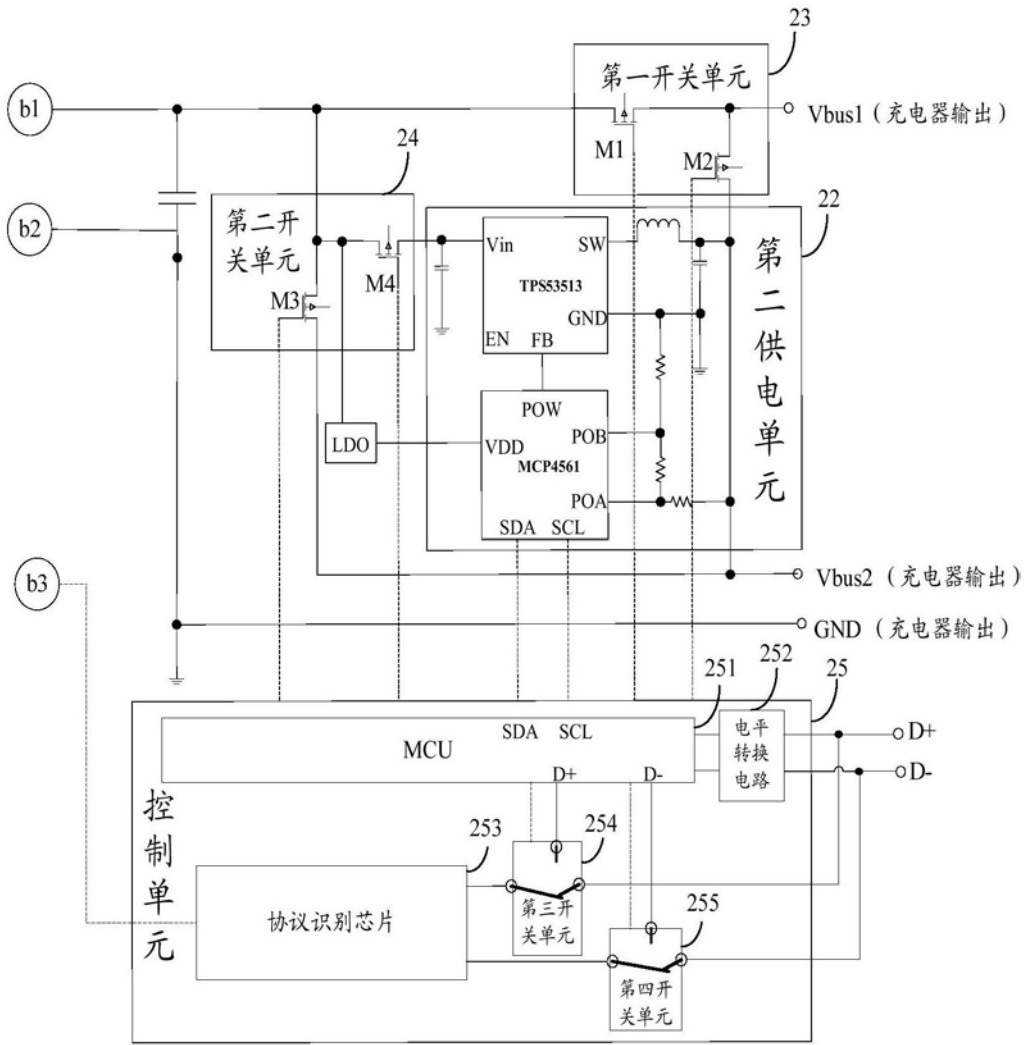 23
第一开关单元
b1
Vbus1（充电器输出）
M1
M2
24
22
第二开
关单元
b2
M4
M3
Vin
SW
TPS53513
GND
EN
FB
第二供电单元
POW
LDO
VDD
POB
MCP4561
POA
SDA
SCL
b3
Vbus2（充电器输出）
GND（充电器输出）
251
252
25
MCU
SDA
SCL
D+
D-
电平
转换
电路
D+
D-
控制单元
253
254
协议识别芯片
第三开
关单元
255
第四开
关单元